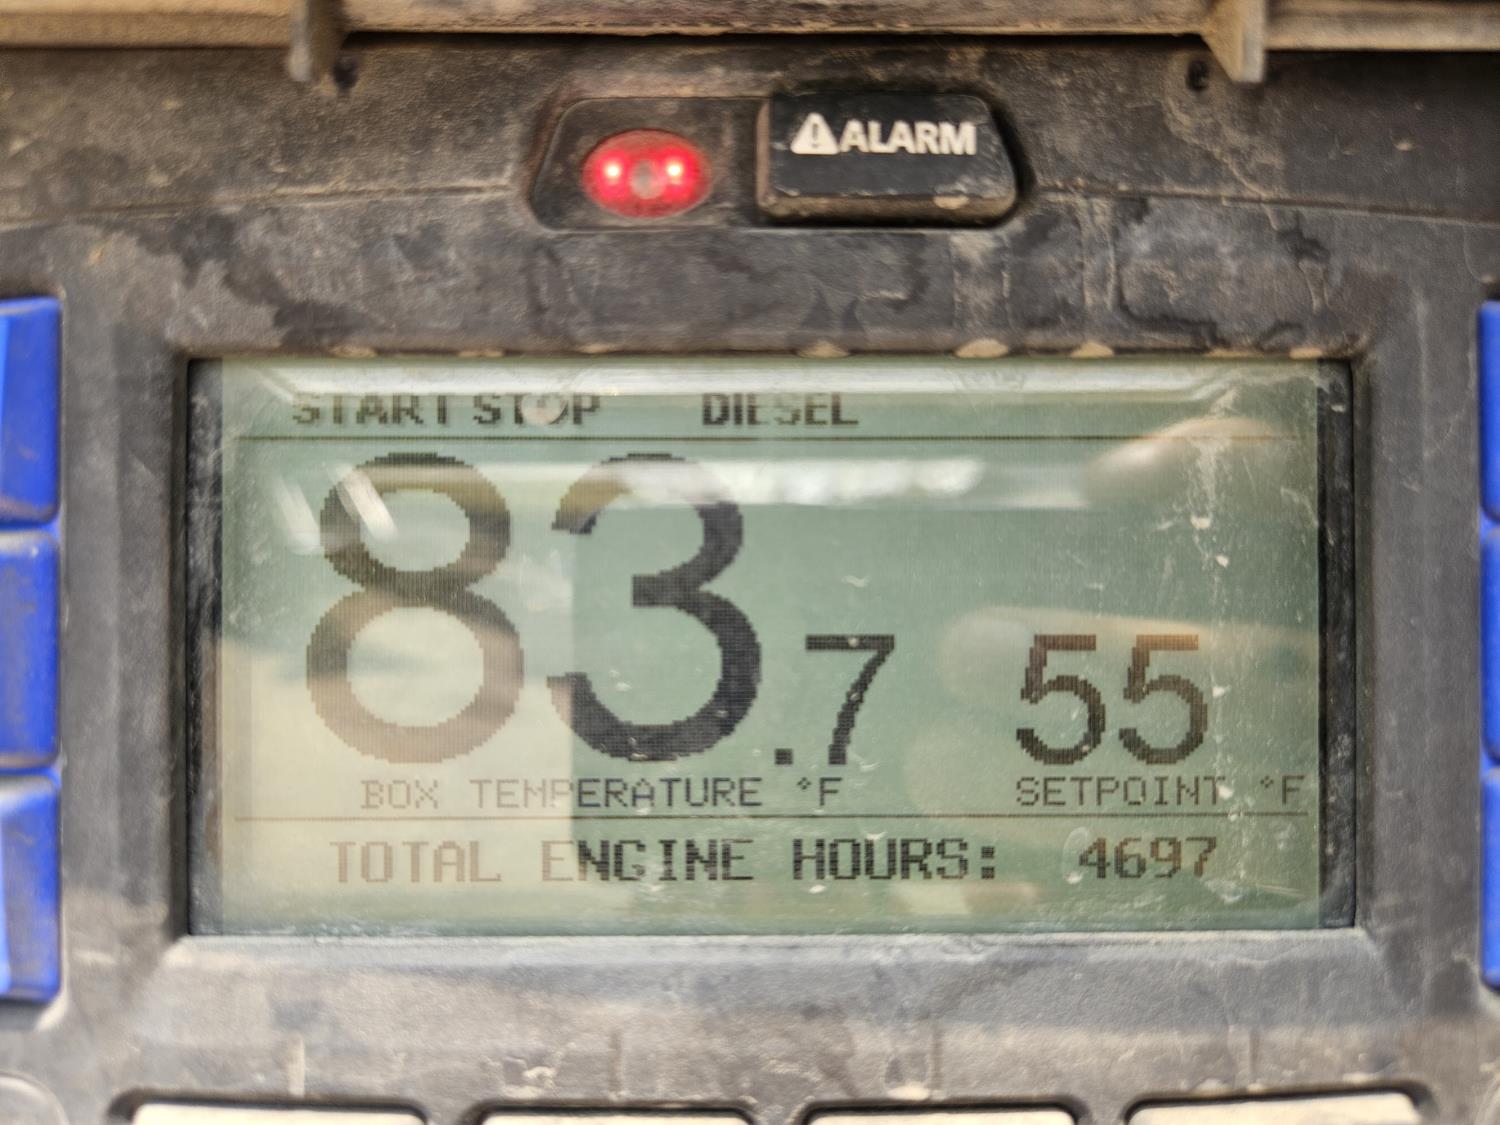 ⚠ALARM
START STOP DIESEL
83.7 55
BOX TEMPERATURE °F SETPOINT °F
TOTAL ENGINE HOURS: 4697